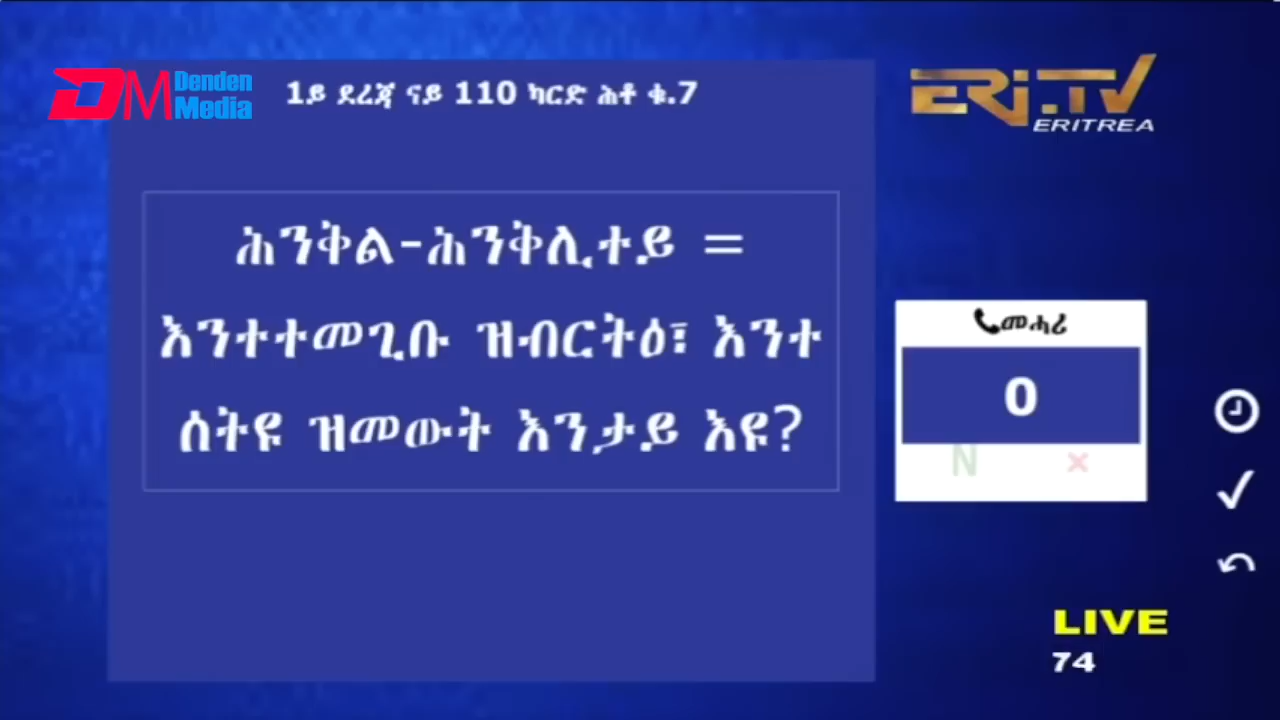 DM Denden Media
1ይ ደረጃ ናይ 110 ካርድ ሕቶ ቁ.7
ERi.TV
ERITREA
ሕንቅል-ሕንቅሊተይ =
እንተተመጊቡ ዝብርትዕ፣ እንተ
ሰትዩ ዝመውት እንታይ እዩ?
መሓሪ
0
N ×
LIVE
74